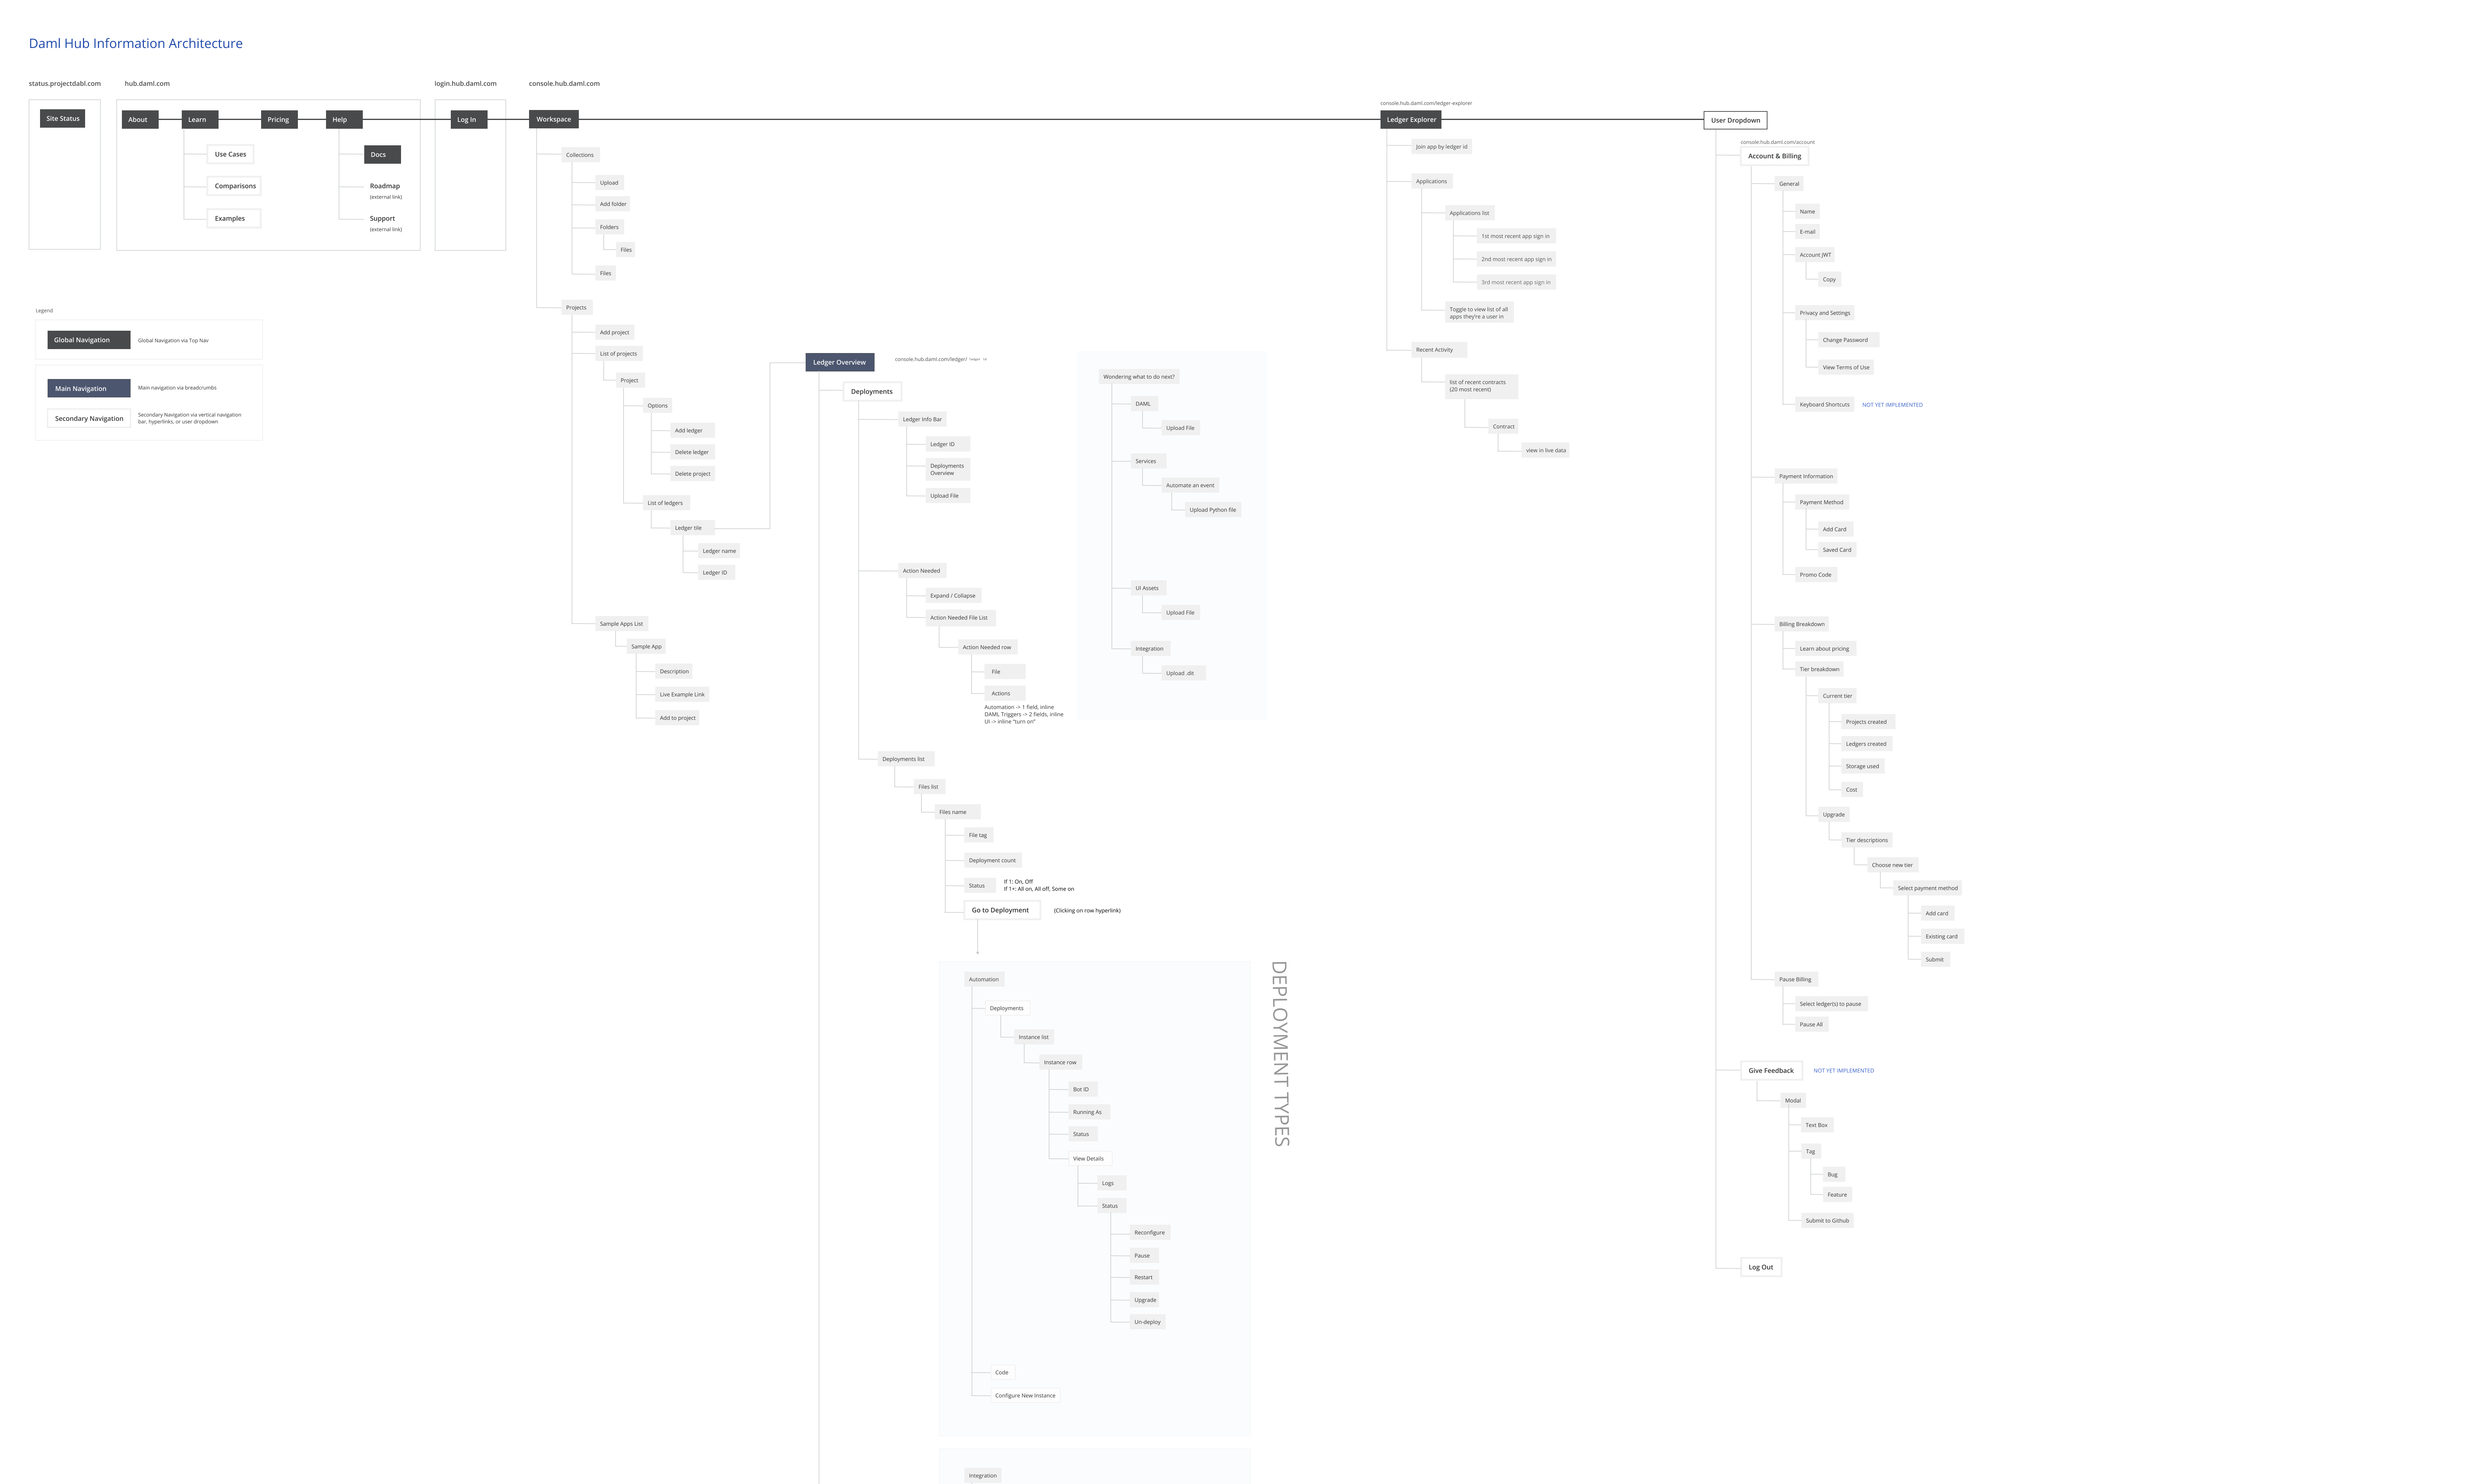 Daml Hub Information Architecture
status.projectdabl.com
hub.daml.com
login.hub.daml.com
console.hub.daml.com
Site Status
About
Learn
Pricing
Help
Log In
Workspace
Use Cases
Comparisons
Examples
Docs
Roadmap
(external link)
Support
(external link)
Legend
Global Navigation
Global Navigation via Top Nav
Main Navigation
Main navigation via breadcrumbs
Secondary Navigation
Secondary Navigation via vertical navigation
bar, hyperlinks, or user dropdown
Collections
Upload
Add folder
Folders
Files
Files
Projects
Add project
List of projects
Project
Options
Add ledger
Delete ledger
Delete project
List of ledgers
Ledger tile
Ledger name
Ledger ID
Sample Apps List
Sample App
Description
Live Example Link
Add to project
Ledger Overview
console.hub.daml.com/ledger/
Deployments
Ledger Info Bar
Ledger ID
Deployments
Overview
Upload File
Action Needed
Expand / Collapse
Action Needed File List
Action Needed row
File
Actions
Automation -> 1 field, inline
DAML Triggers -> 2 fields, inline
UI -> inline "turn on"
Deployments list
Files list
Files name
File tag
Deployment count
Status
If 1: On, Off
If 1+: All on, All off, Some on
Go to Deployment
(Clicking on row hyperlink)
Wondering what to do next?
DAML
Upload File
Services
Automate an event
Upload Python file
UI Assets
Upload File
Integration
Upload .dit
DEPLOYMENT TYPES
Automation
Deployments
Instance list
Instance row
Bot ID
Running As
Status
View Details
Logs
Status
Reconfigure
Pause
Restart
Upgrade
Un-deploy
Code
Configure New Instance
Integration
console.hub.daml.com/ledger-explorer
Ledger Explorer
Join app by ledger id
Applications
Applications list
1st most recent app sign in
2nd most recent app sign in
3rd most recent app sign in
Toggle to view list of all
apps they're a user in
Recent Activity
list of recent contracts
(20 most recent)
Contract
view in live data
User Dropdown
console.hub.daml.com/account
Account & Billing
General
Name
E-mail
Account JWT
Copy
Privacy and Settings
Change Password
View Terms of Use
Keyboard Shortcuts
NOT YET IMPLEMENTED
Payment Information
Payment Method
Add Card
Saved Card
Promo Code
Billing Breakdown
Learn about pricing
Tier breakdown
Current tier
Projects created
Ledgers created
Storage used
Cost
Upgrade
Tier descriptions
Choose new tier
Select payment method
Add card
Existing card
Submit
Pause Billing
Select ledger(s) to pause
Pause All
Give Feedback
NOT YET IMPLEMENTED
Modal
Text Box
Tag
Bug
Feature
Submit to Github
Log Out